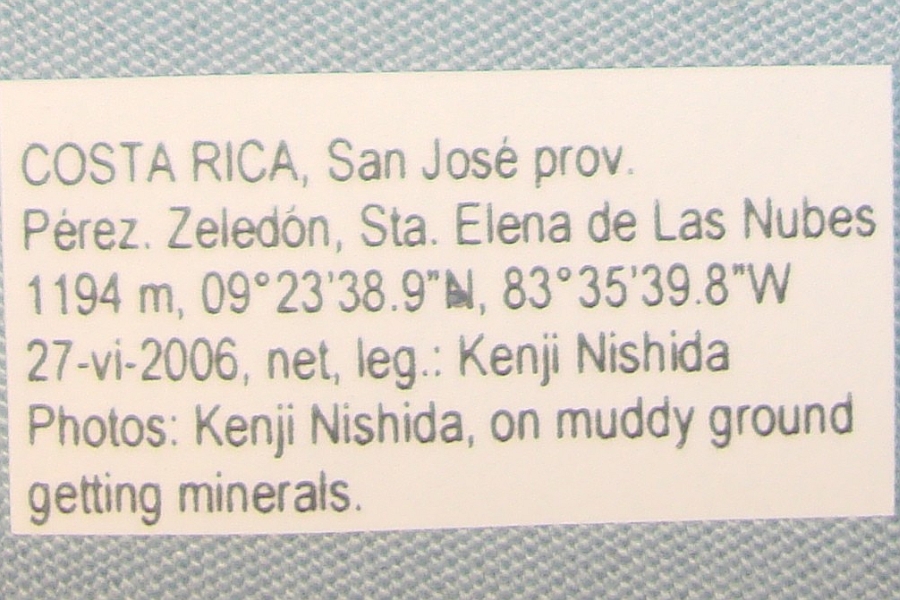 COSTA RICA, San José prov.
Pérez. Zeledón, Sta. Elena de Las Nubes
1194 m, 09°23'38.9"N, 83°35'39.8"W
27-vi-2006, net, leg.: Kenji Nishida
Photos: Kenji Nishida, on muddy ground
getting minerals.